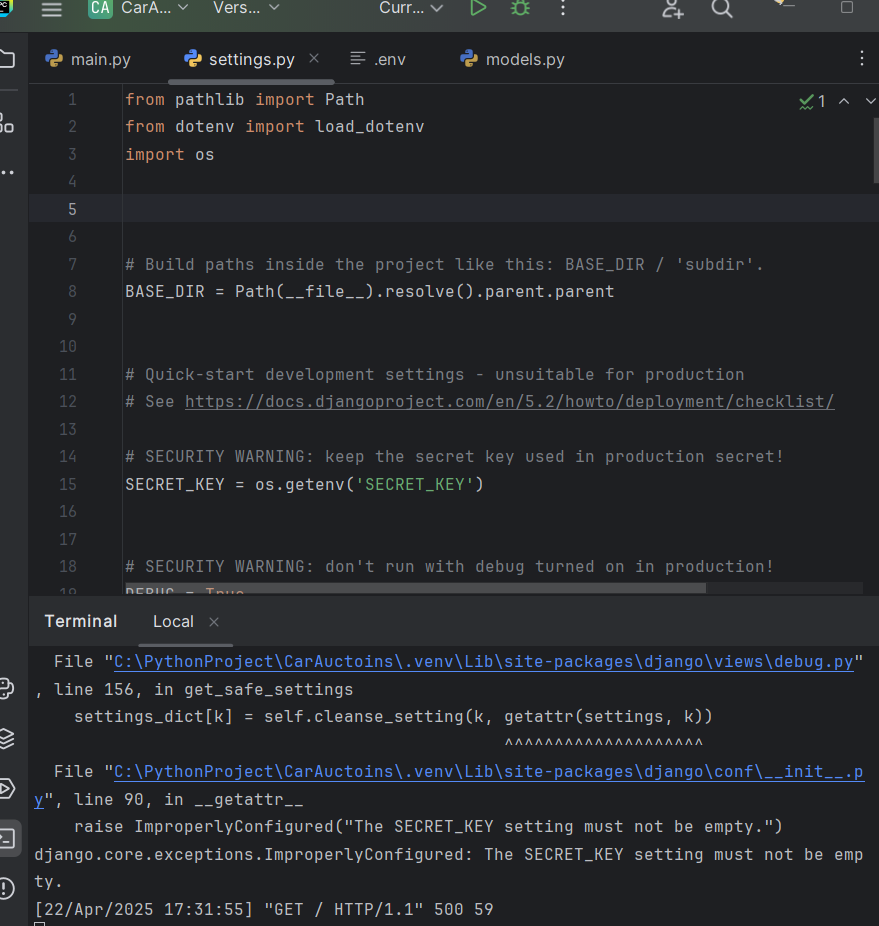 CA CarA... Vers... Curr...
main.py settings.py .env models.py
1 from pathlib import Path
1
2 from dotenv import load_dotenv
3 import os
4
5
6
7 # Build paths inside the project like this: BASE_DIR / 'subdir'.
8 BASE_DIR = Path(__file__).resolve().parent.parent
9
10
11 # Quick-start development settings - unsuitable for production
12 # See https://docs.djangoproject.com/en/5.2/howto/deployment/checklist/
13
14 # SECURITY WARNING: keep the secret key used in production secret!
15 SECRET_KEY = os.getenv('SECRET_KEY')
16
17
18 # SECURITY WARNING: don't run with debug turned on in production!
19 DEBUG = True
Terminal Local
File "C:\PythonProject\CarAuctoins\.venv\Lib\site-packages\django\views\debug.py"
, line 156, in get_safe_settings
settings_dict[k] = self.cleanse_setting(k, getattr(settings, k))
^^^^^^^^^^^^^^^^^^^^
File "C:\PythonProject\CarAuctoins\.venv\Lib\site-packages\django\conf\__init__.p
y", line 90, in __getattr__
raise ImproperlyConfigured("The SECRET_KEY setting must not be empty.")
django.core.exceptions.ImproperlyConfigured: The SECRET_KEY setting must not be emp
ty.
[22/Apr/2025 17:31:55] "GET / HTTP/1.1" 500 59